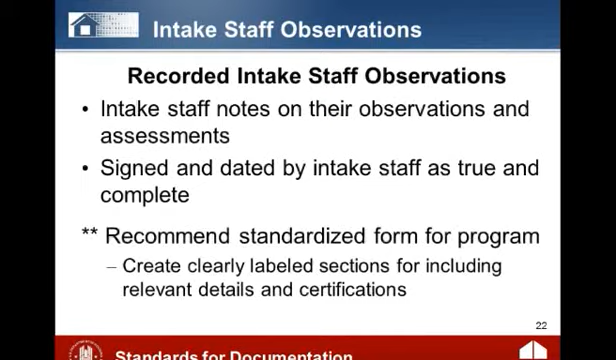 Intake Staff Observations
Recorded Intake Staff Observations
• Intake staff notes on their observations and
assessments
• Signed and dated by intake staff as true and
complete
** Recommend standardized form for program
– Create clearly labeled sections for including
relevant details and certifications
22
Standards for Documentation